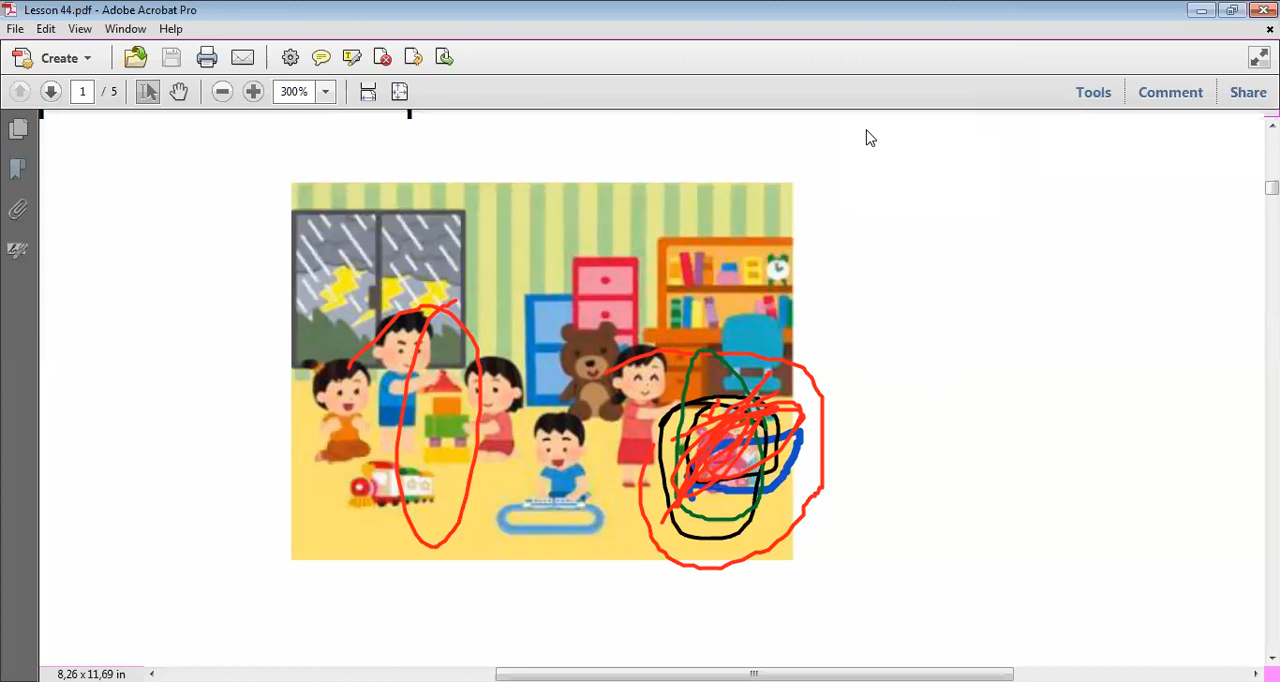 Lesson 44.pdf - Adobe Acrobat Pro
File Edit View Window Help
Create
1 / 5 300% Tools Comment Share
8,26 x 11,69 in